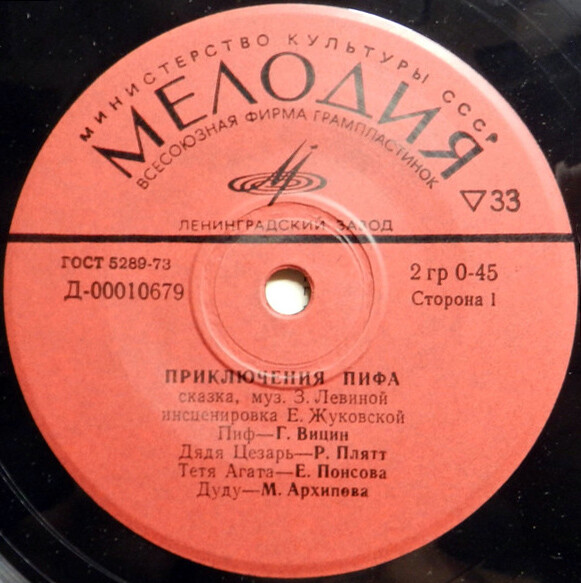 МИНИСТЕРСТВО КУЛЬТУРЫ СССР
МЕЛОДИЯ
ВСЕСОЮЗНАЯ ФИРМА ГРАМПЛАСТИНОК
▽33
ЛЕНИНГРАДСКИЙ ЗАВОД
ГОСТ 5289-73
2 гр 0-45
Д-00010679
Сторона 1
ПРИКЛЮЧЕНИЯ ПИФА
сказка, муз. З. Левиной
инсценировка Е. Жуковской
Пиф—Г. Вицин
Дядя Цезарь—Р. Плятт
Тетя Агата—Е. Понсова
Дуду—М. Архипова